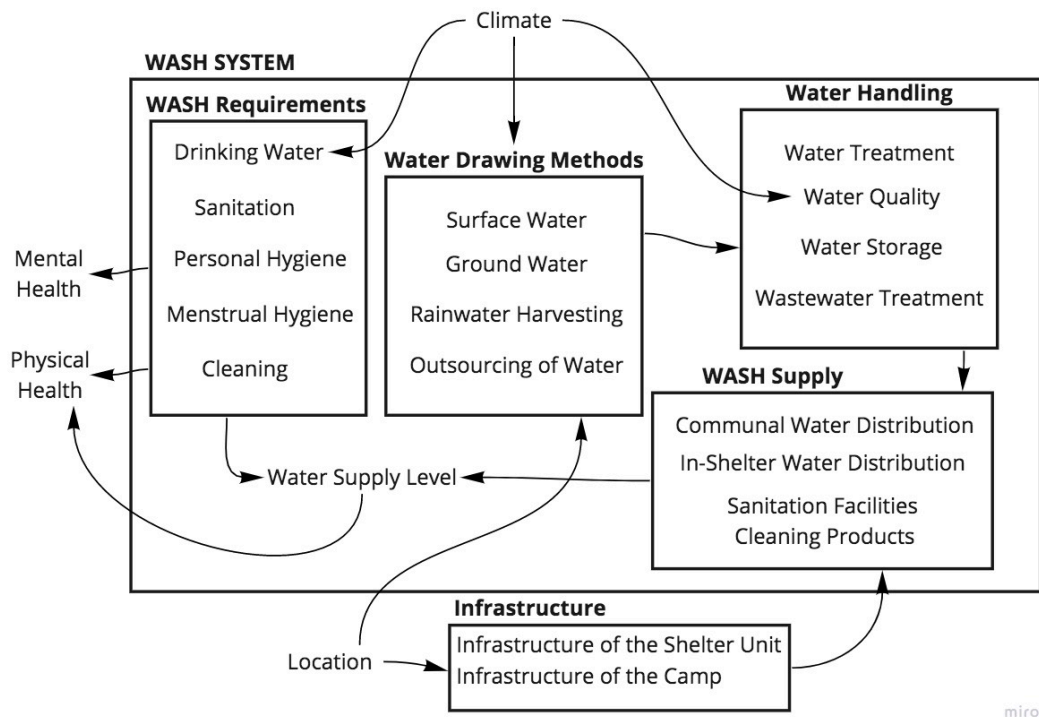 Climate
WASH SYSTEM
WASH Requirements
Drinking Water
Sanitation
Personal Hygiene
Menstrual Hygiene
Cleaning
Water Drawing Methods
Surface Water
Ground Water
Rainwater Harvesting
Outsourcing of Water
Water Handling
Water Treatment
Water Quality
Water Storage
Wastewater Treatment
Mental
Health
Physical
Health
WASH Supply
Communal Water Distribution
In-Shelter Water Distribution
Sanitation Facilities
Cleaning Products
Water Supply Level
Infrastructure
Infrastructure of the Shelter Unit
Infrastructure of the Camp
Location
miro